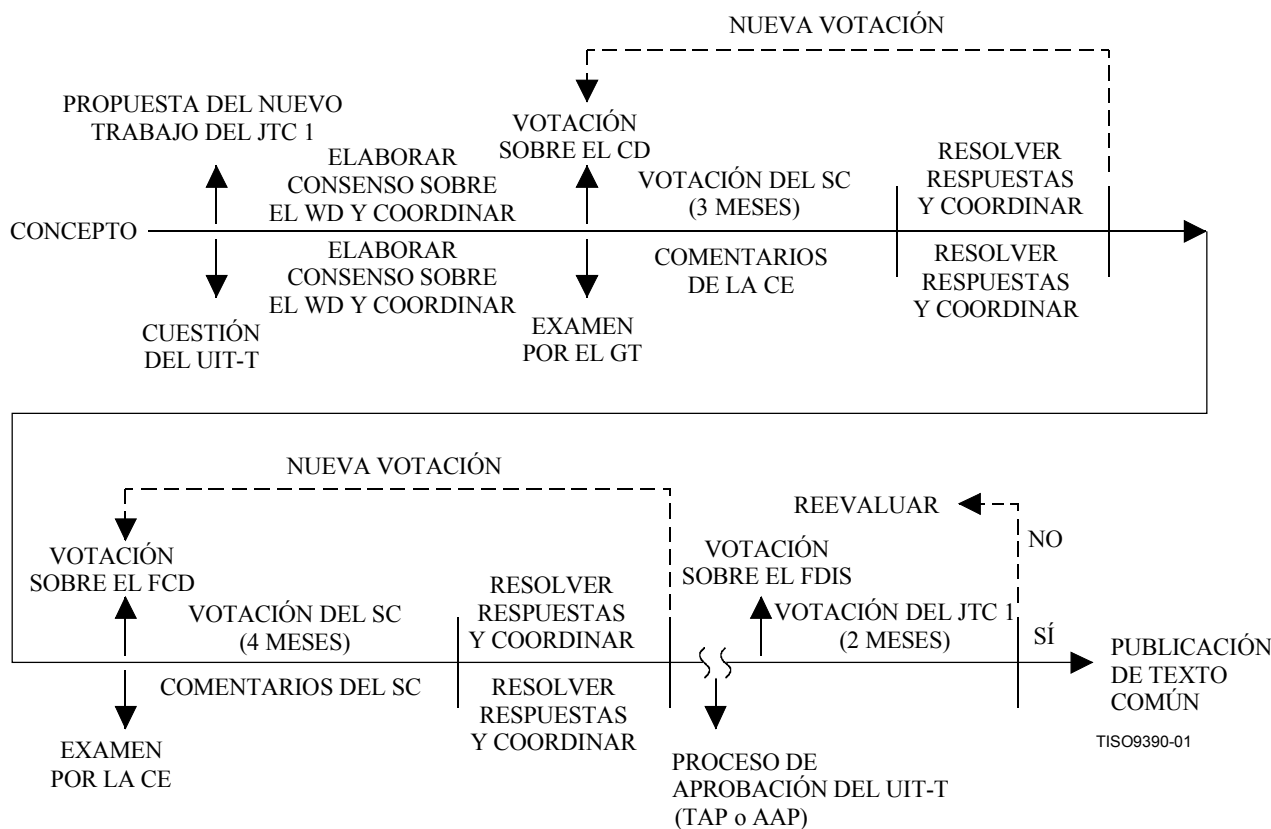 NUEVA VOTACIÓN
PROPUESTA DEL NUEVO
TRABAJO DEL JTC 1
VOTACIÓN
SOBRE EL CD
ELABORAR
CONSENSO SOBRE
EL WD Y COORDINAR
VOTACIÓN DEL SC
(3 MESES)
RESOLVER
RESPUESTAS
Y COORDINAR
CONCEPTO
ELABORAR
CONSENSO SOBRE
EL WD Y COORDINAR
COMENTARIOS
DE LA CE
RESOLVER
RESPUESTAS
Y COORDINAR
CUESTIÓN
DEL UIT-T
EXAMEN
POR EL GT
NUEVA VOTACIÓN
REEVALUAR
NO
VOTACIÓN
SOBRE EL FCD
VOTACIÓN
SOBRE EL FDIS
VOTACIÓN DEL SC
(4 MESES)
RESOLVER
RESPUESTAS
Y COORDINAR
VOTACIÓN DEL JTC 1
(2 MESES)
SÍ
PUBLICACIÓN
DE TEXTO
COMÚN
COMENTARIOS DEL SC
RESOLVER
RESPUESTAS
Y COORDINAR
EXAMEN
POR LA CE
PROCESO DE
APROBACIÓN DEL UIT-T
(TAP o AAP)
TISO9390-01